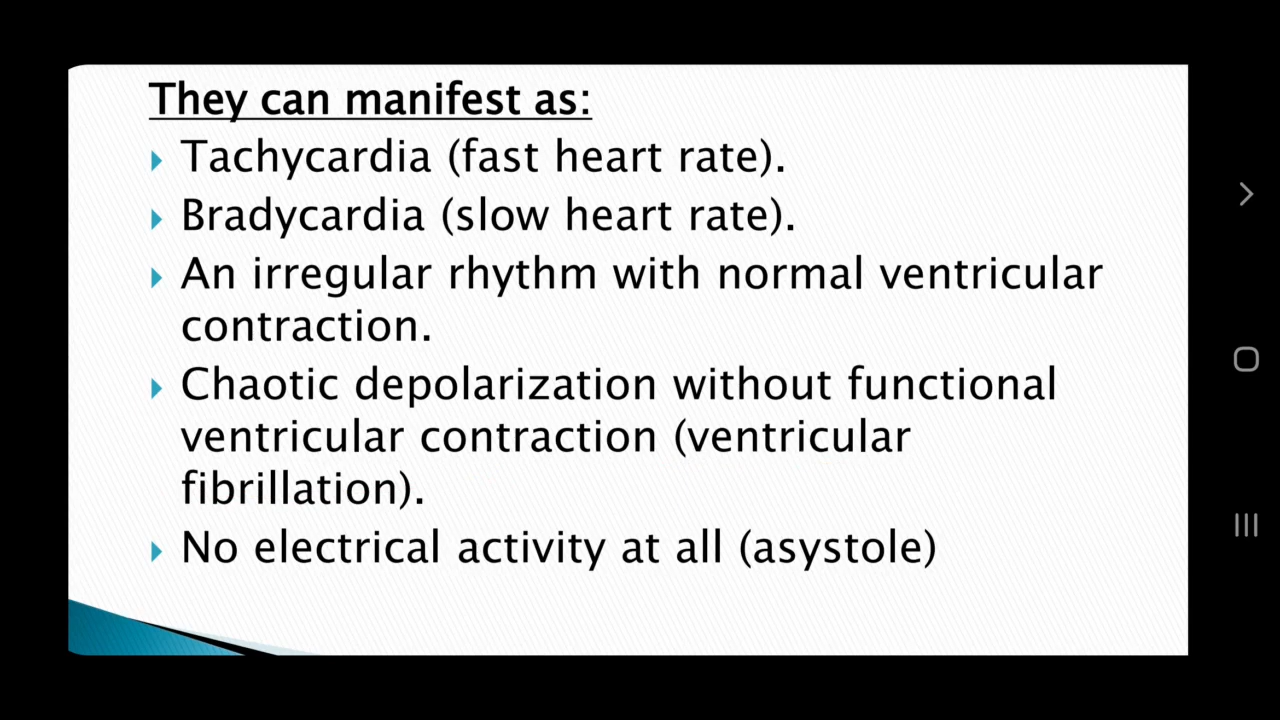 They can manifest as:
Tachycardia (fast heart rate).
Bradycardia (slow heart rate).
An irregular rhythm with normal ventricular
contraction.
Chaotic depolarization without functional
ventricular contraction (ventricular
fibrillation).
No electrical activity at all (asystole)